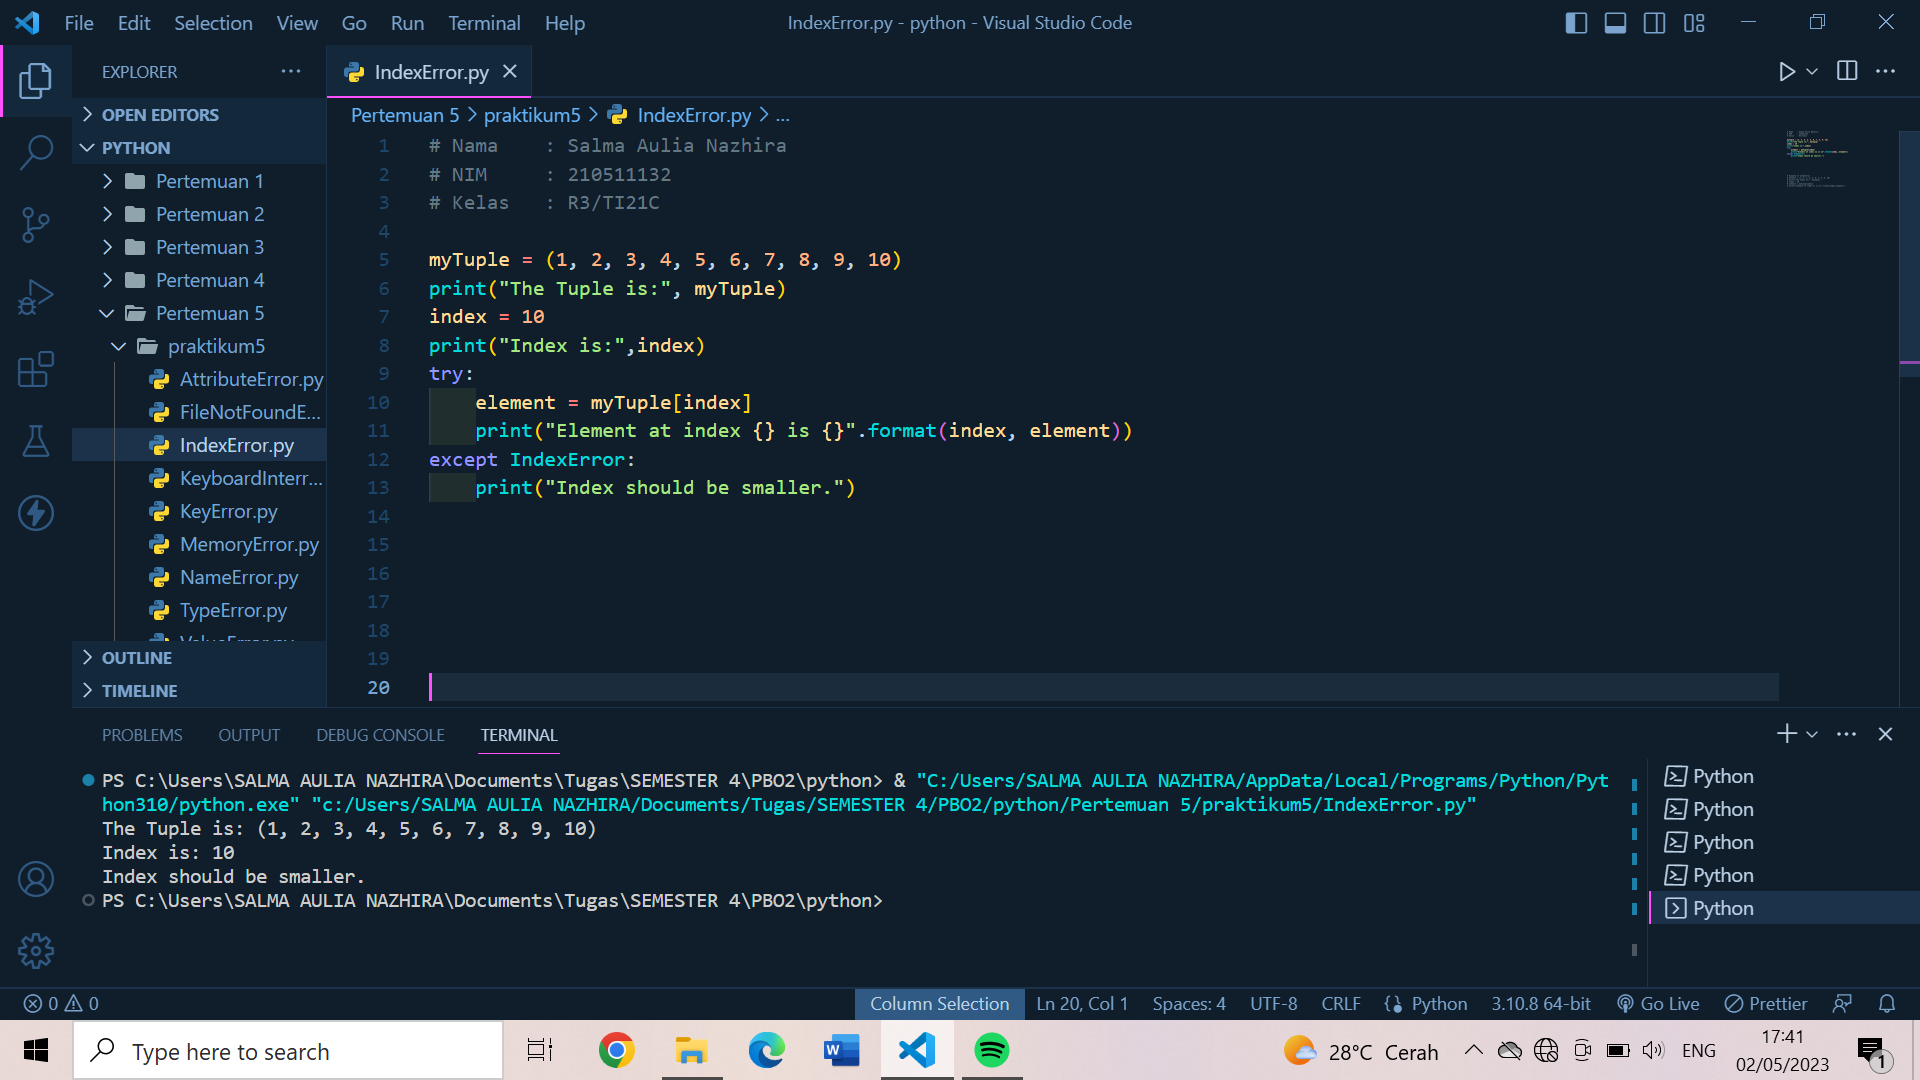 File Edit Selection View Go Run Terminal Help
IndexError.py - python - Visual Studio Code
EXPLORER
OPEN EDITORS
PYTHON
Pertemuan 1
Pertemuan 2
Pertemuan 3
Pertemuan 4
Pertemuan 5
praktikum5
AttributeError.py
FileNotFoundE...
IndexError.py
KeyboardInterr...
KeyError.py
MemoryError.py
NameError.py
TypeError.py
OUTLINE
TIMELINE
IndexError.py
Pertemuan 5 > praktikum5 > IndexError.py > ...
1 # Nama    : Salma Aulia Nazhira
2 # NIM     : 210511132
3 # Kelas   : R3/TI21C
4
5 myTuple = (1, 2, 3, 4, 5, 6, 7, 8, 9, 10)
6 print("The Tuple is:", myTuple)
7 index = 10
8 print("Index is:",index)
9 try:
10     element = myTuple[index]
11     print("Element at index {} is {}".format(index, element))
12 except IndexError:
13     print("Index should be smaller.")
14
15
16
17
18
19
20
PROBLEMS OUTPUT DEBUG CONSOLE TERMINAL
PS C:\Users\SALMA AULIA NAZHIRA\Documents\Tugas\SEMESTER 4\PBO2\python> & "C:/Users/SALMA AULIA NAZHIRA/AppData/Local/Programs/Python/Pyt
hon310/python.exe" "c:/Users/SALMA AULIA NAZHIRA/Documents/Tugas/SEMESTER 4/PBO2/python/Pertemuan 5/praktikum5/IndexError.py"
The Tuple is: (1, 2, 3, 4, 5, 6, 7, 8, 9, 10)
Index is: 10
Index should be smaller.
PS C:\Users\SALMA AULIA NAZHIRA\Documents\Tugas\SEMESTER 4\PBO2\python>
Python
Python
Python
Python
Python
0 0 Column Selection Ln 20, Col 1 Spaces: 4 UTF-8 CRLF Python 3.10.8 64-bit Go Live Prettier
Type here to search
28°C Cerah
ENG
17:41
02/05/2023
1